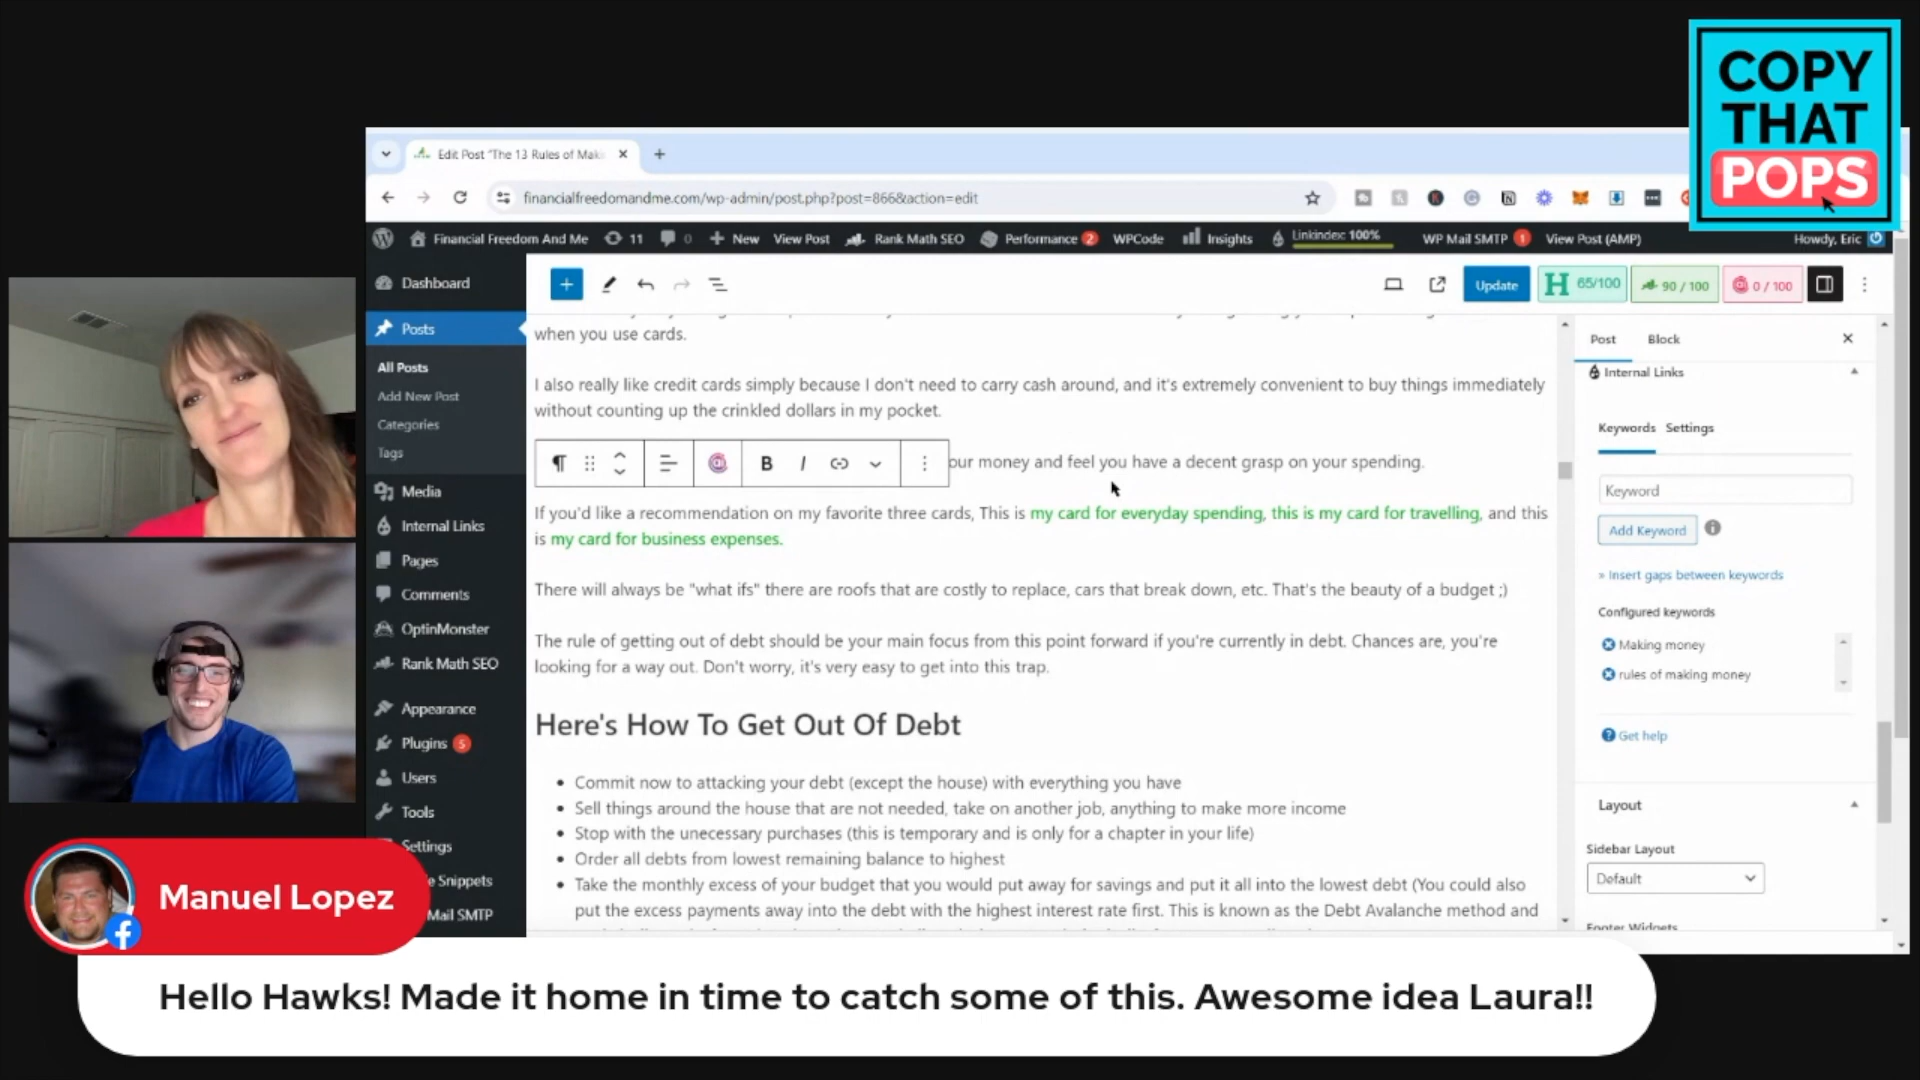 COPY
THAT
POPS
Edit Post "The 13 Rules of Maki
financialfreedomandme.com/wp-admin/post.php?post=866&action=edit
Financial Freedom And Me 11 0 New View Post Rank Math SEO Performance 2 WPCode Insights Linkindex 100% WP Mail SMTP 1 View Post (AMP) Howdy, Eric
Dashboard
Posts
All Posts
Add New Post
Categories
Tags
Media
Internal Links
Pages
Comments
OptinMonster
Rank Math SEO
Appearance
Plugins 5
Users
Tools
Settings
e Snippets
Mail SMTP
Update H 65/100 90 / 100 0 / 100
when you use cards.
I also really like credit cards simply because I don't need to carry cash around, and it's extremely convenient to buy things immediately
without counting up the crinkled dollars in my pocket.
B I
our money and feel you have a decent grasp on your spending.
If you'd like a recommendation on my favorite three cards, This is my card for everyday spending, this is my card for travelling, and this
is my card for business expenses.
There will always be "what ifs" there are roofs that are costly to replace, cars that break down, etc. That's the beauty of a budget ;)
The rule of getting out of debt should be your main focus from this point forward if you're currently in debt. Chances are, you're
looking for a way out. Don't worry, it's very easy to get into this trap.
Here's How To Get Out Of Debt
• Commit now to attacking your debt (except the house) with everything you have
• Sell things around the house that are not needed, take on another job, anything to make more income
• Stop with the unecessary purchases (this is temporary and is only for a chapter in your life)
• Order all debts from lowest remaining balance to highest
• Take the monthly excess of your budget that you would put away for savings and put it all into the lowest debt (You could also
put the excess payments away into the debt with the highest interest rate first. This is known as the Debt Avalanche method and
Post Block
Internal Links
Keywords Settings
Keyword
Add Keyword
» Insert gaps between keywords
Configured keywords
Making money
rules of making money
Get help
Layout
Sidebar Layout
Default
Footer Widgets
Manuel Lopez
Hello Hawks! Made it home in time to catch some of this. Awesome idea Laura!!